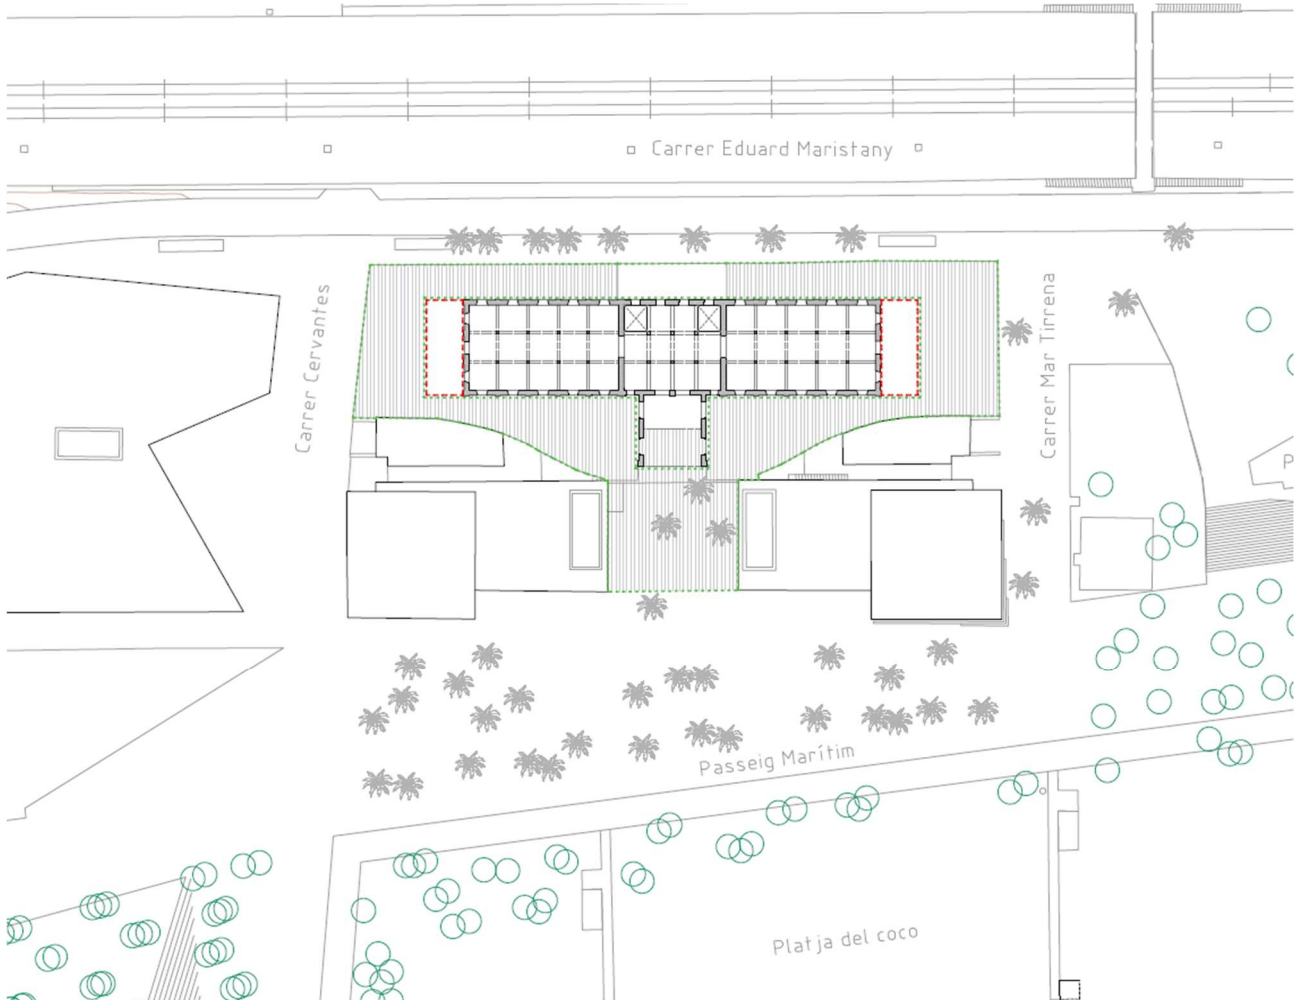 Carrer Eduard Maristany
Carrer Cervantes
Carrer Mar Tirrena
P
Passeig Marítim
Platja del coco